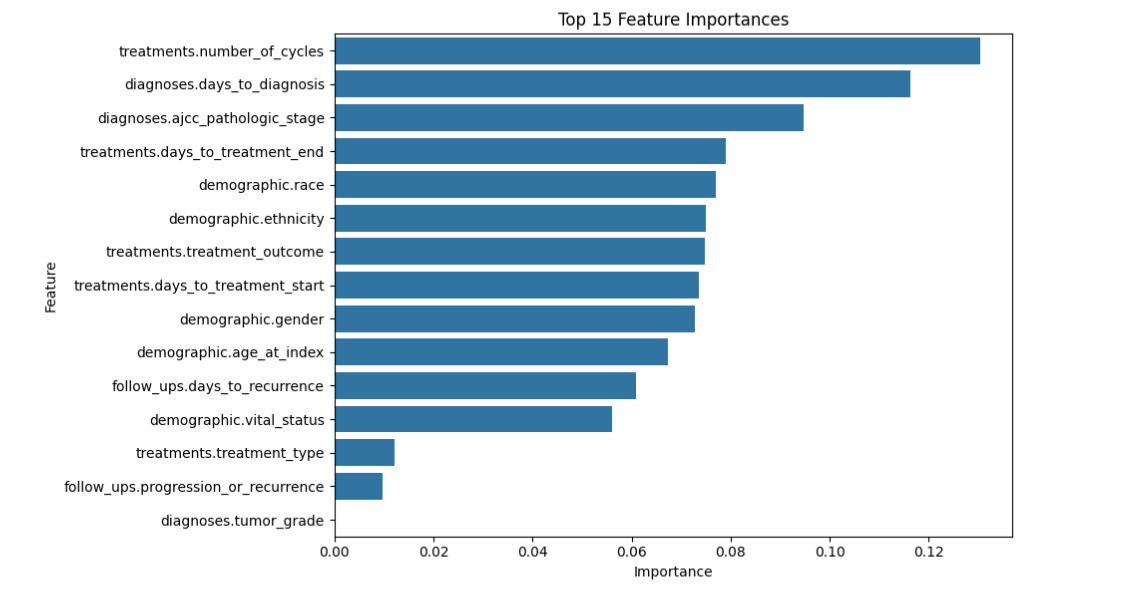 Top 15 Feature Importances
treatments.number_of_cycles
diagnoses.days_to_diagnosis
diagnoses.ajcc_pathologic_stage
treatments.days_to_treatment_end
demographic.race
demographic.ethnicity
treatments.treatment_outcome
treatments.days_to_treatment_start
demographic.gender
demographic.age_at_index
follow_ups.days_to_recurrence
demographic.vital_status
treatments.treatment_type
follow_ups.progression_or_recurrence
diagnoses.tumor_grade
Feature
0.00 0.02 0.04 0.06 0.08 0.10 0.12
Importance